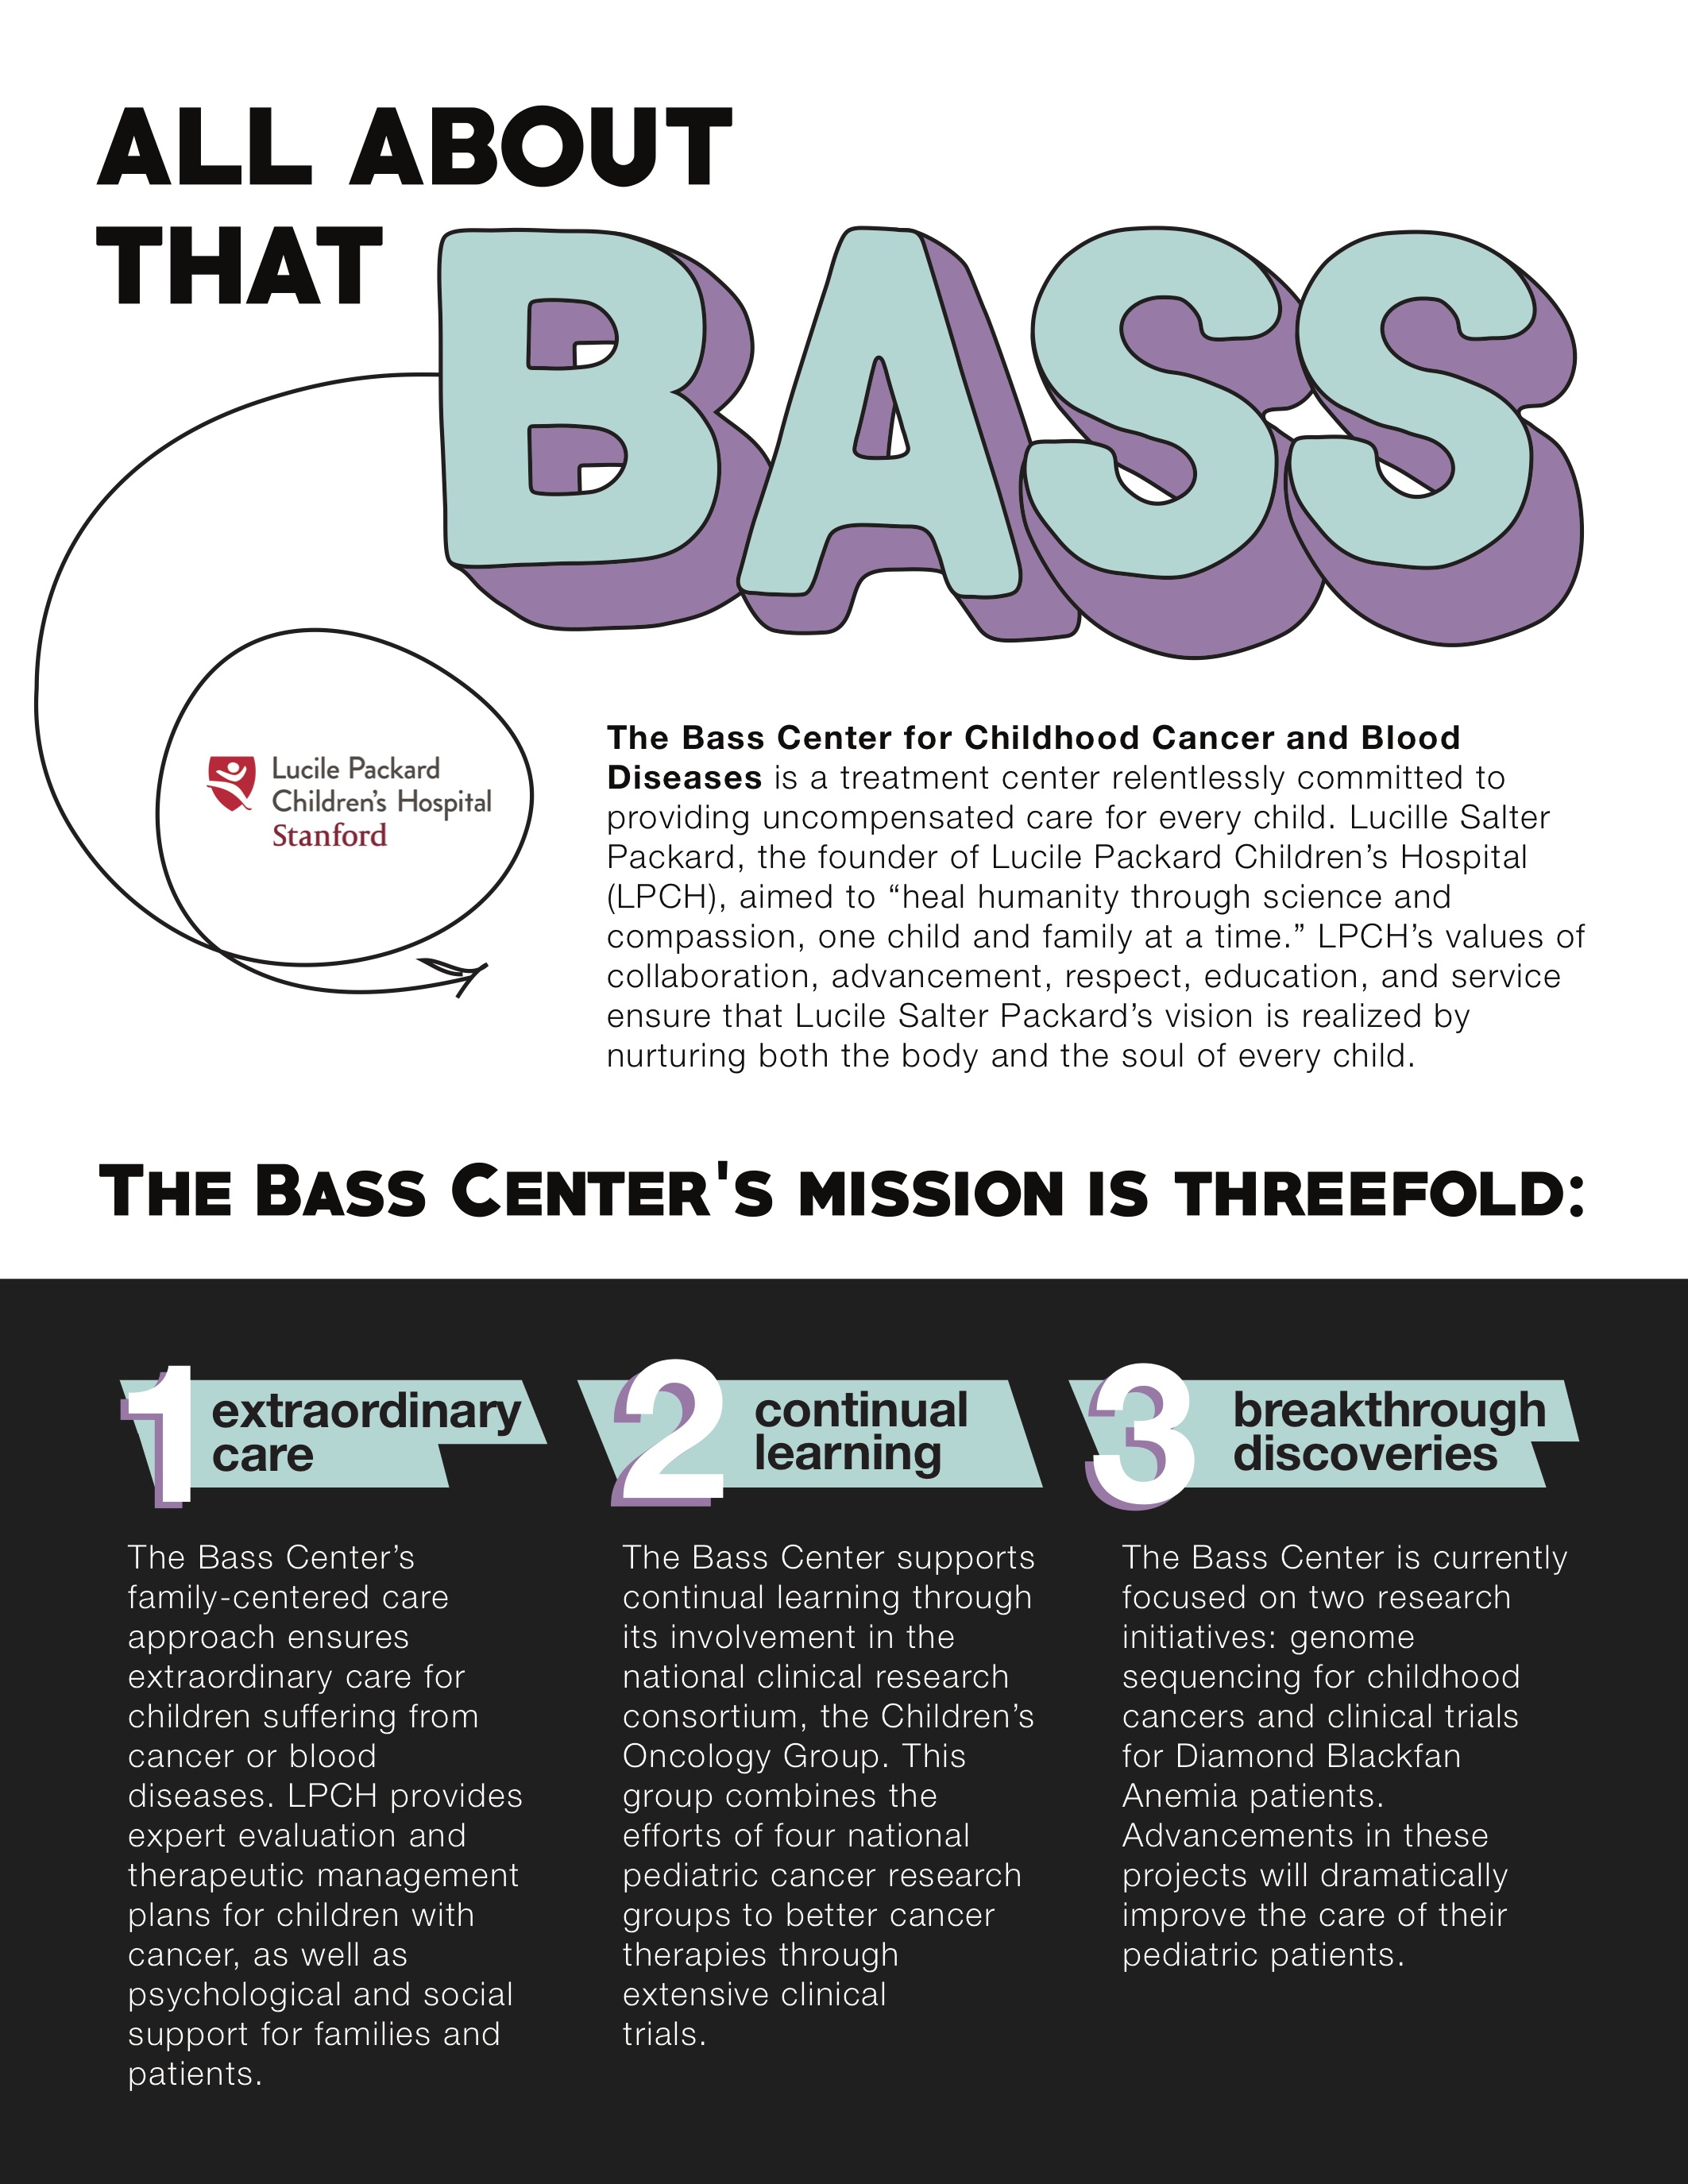 ALL ABOUT
THAT BASS
Lucile Packard
Children's Hospital
Stanford
The Bass Center for Childhood Cancer and Blood
Diseases is a treatment center relentlessly committed to
providing uncompensated care for every child. Lucille Salter
Packard, the founder of Lucile Packard Children’s Hospital
(LPCH), aimed to “heal humanity through science and
compassion, one child and family at a time.” LPCH’s values of
collaboration, advancement, respect, education, and service
ensure that Lucile Salter Packard’s vision is realized by
nurturing both the body and the soul of every child.
THE BASS CENTER'S MISSION IS THREEFOLD:
1 extraordinary
care
The Bass Center’s
family-centered care
approach ensures
extraordinary care for
children suffering from
cancer or blood
diseases. LPCH provides
expert evaluation and
therapeutic management
plans for children with
cancer, as well as
psychological and social
support for families and
patients.
2 continual
learning
The Bass Center supports
continual learning through
its involvement in the
national clinical research
consortium, the Children’s
Oncology Group. This
group combines the
efforts of four national
pediatric cancer research
groups to better cancer
therapies through
extensive clinical
trials.
3 breakthrough
discoveries
The Bass Center is currently
focused on two research
initiatives: genome
sequencing for childhood
cancers and clinical trials
for Diamond Blackfan
Anemia patients.
Advancements in these
projects will dramatically
improve the care of their
pediatric patients.